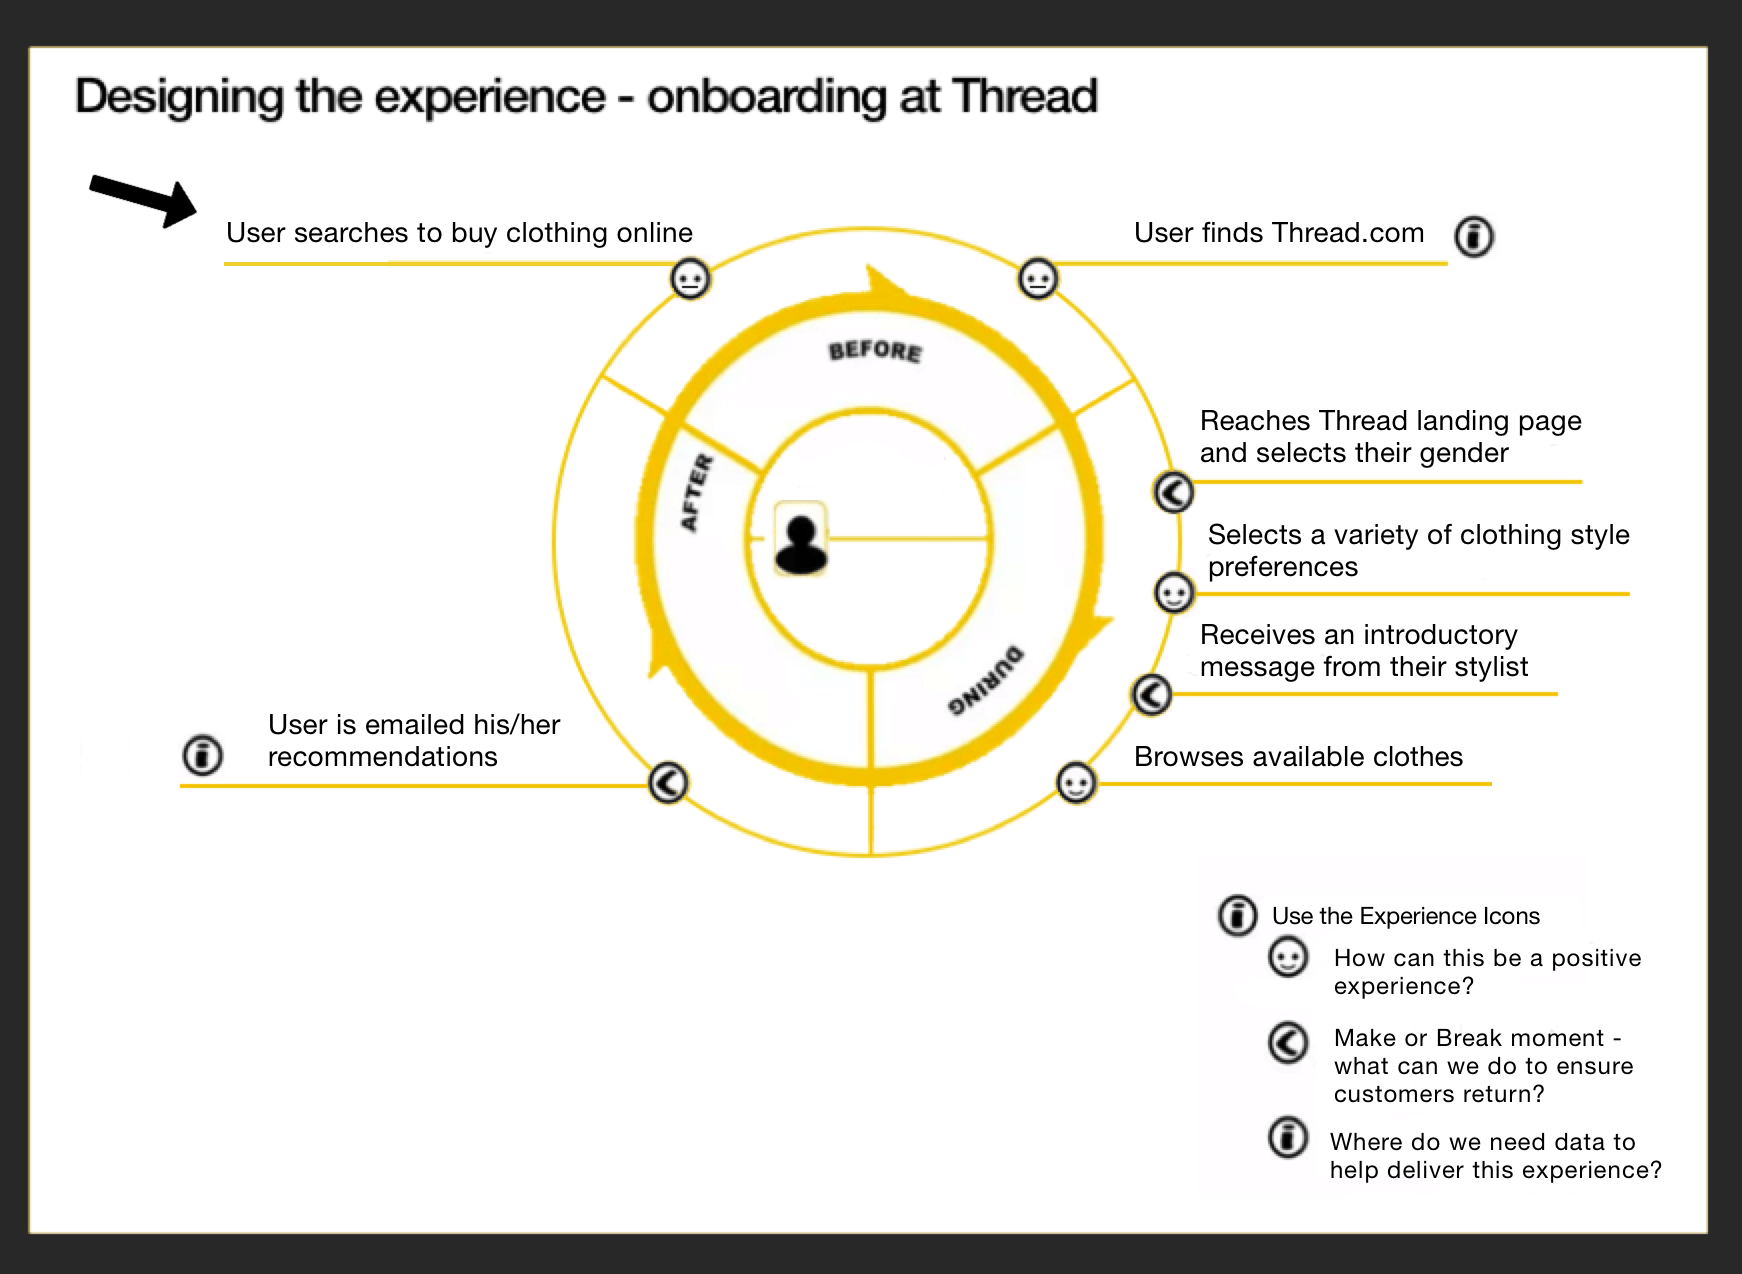 Designing the experience - onboarding at Thread
User searches to buy clothing online
User finds Thread.com
BEFORE
Reaches Thread landing page
and selects their gender
AFTER
Selects a variety of clothing style
preferences
Receives an introductory
message from their stylist
DURING
User is emailed his/her
recommendations
Browses available clothes
Use the Experience Icons
How can this be a positive
experience?
Make or Break moment -
what can we do to ensure
customers return?
Where do we need data to
help deliver this experience?